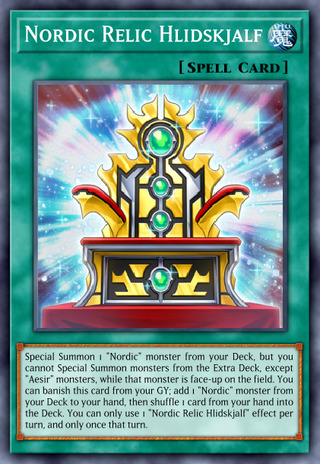 Nordic Relic Hlidskjalf 魔
[Spell Card]
Special Summon 1 "Nordic" monster from your Deck, but you
cannot Special Summon monsters from the Extra Deck, except
"Aesir" monsters, while that monster is face-up on the field. You
can banish this card from your GY; add 1 "Nordic" monster from
your Deck to your hand, then shuffle 1 card from your hand into
the Deck. You can only use 1 "Nordic Relic Hlidskjalf" effect per
turn, and only once that turn.